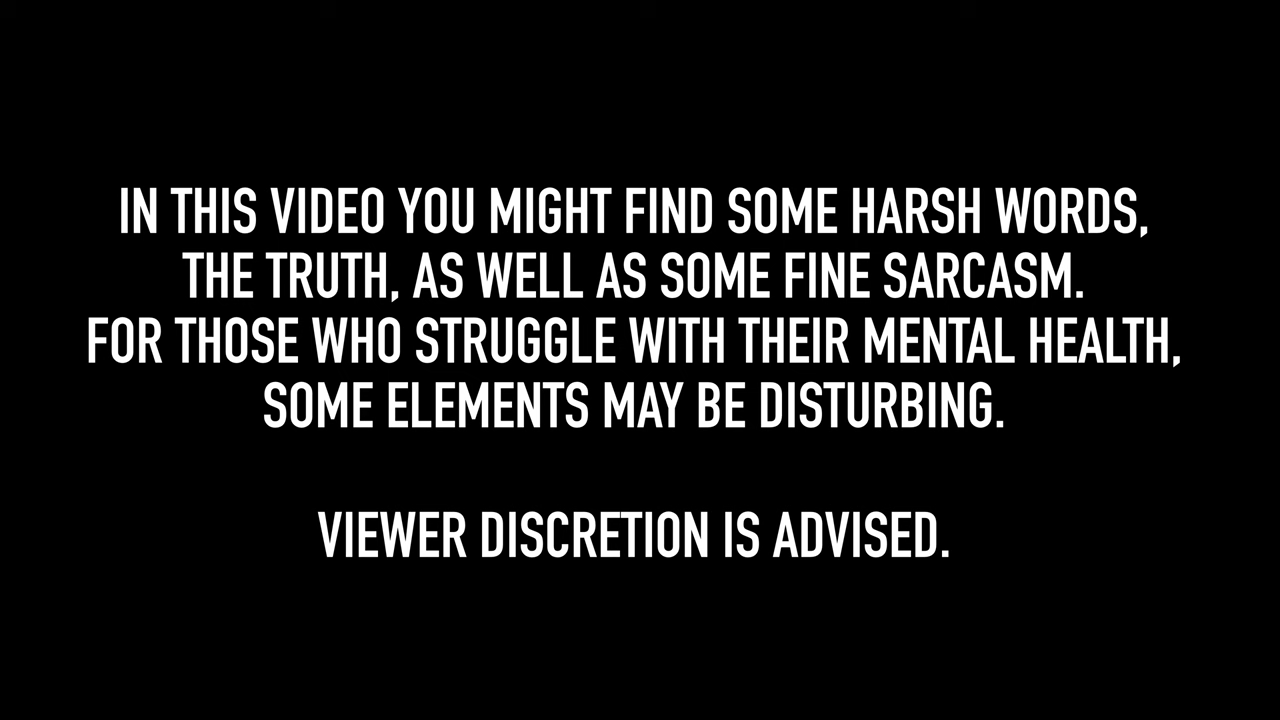 IN THIS VIDEO YOU MIGHT FIND SOME HARSH WORDS,
THE TRUTH, AS WELL AS SOME FINE SARCASM.
FOR THOSE WHO STRUGGLE WITH THEIR MENTAL HEALTH,
SOME ELEMENTS MAY BE DISTURBING.
VIEWER DISCRETION IS ADVISED.